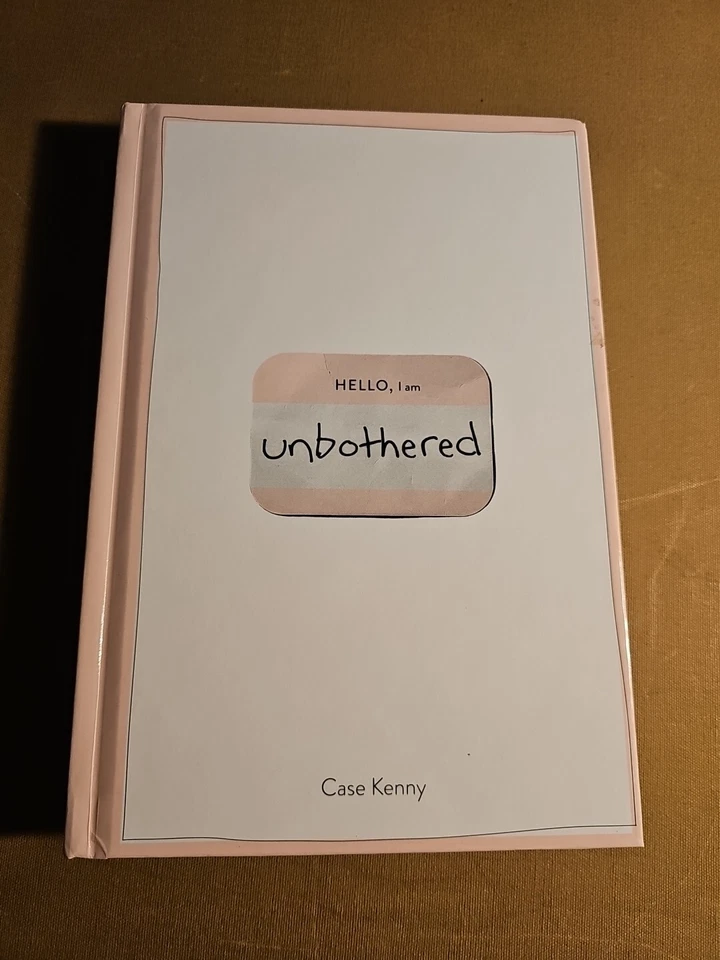 HELLO, I am
unbothered
Case Kenny